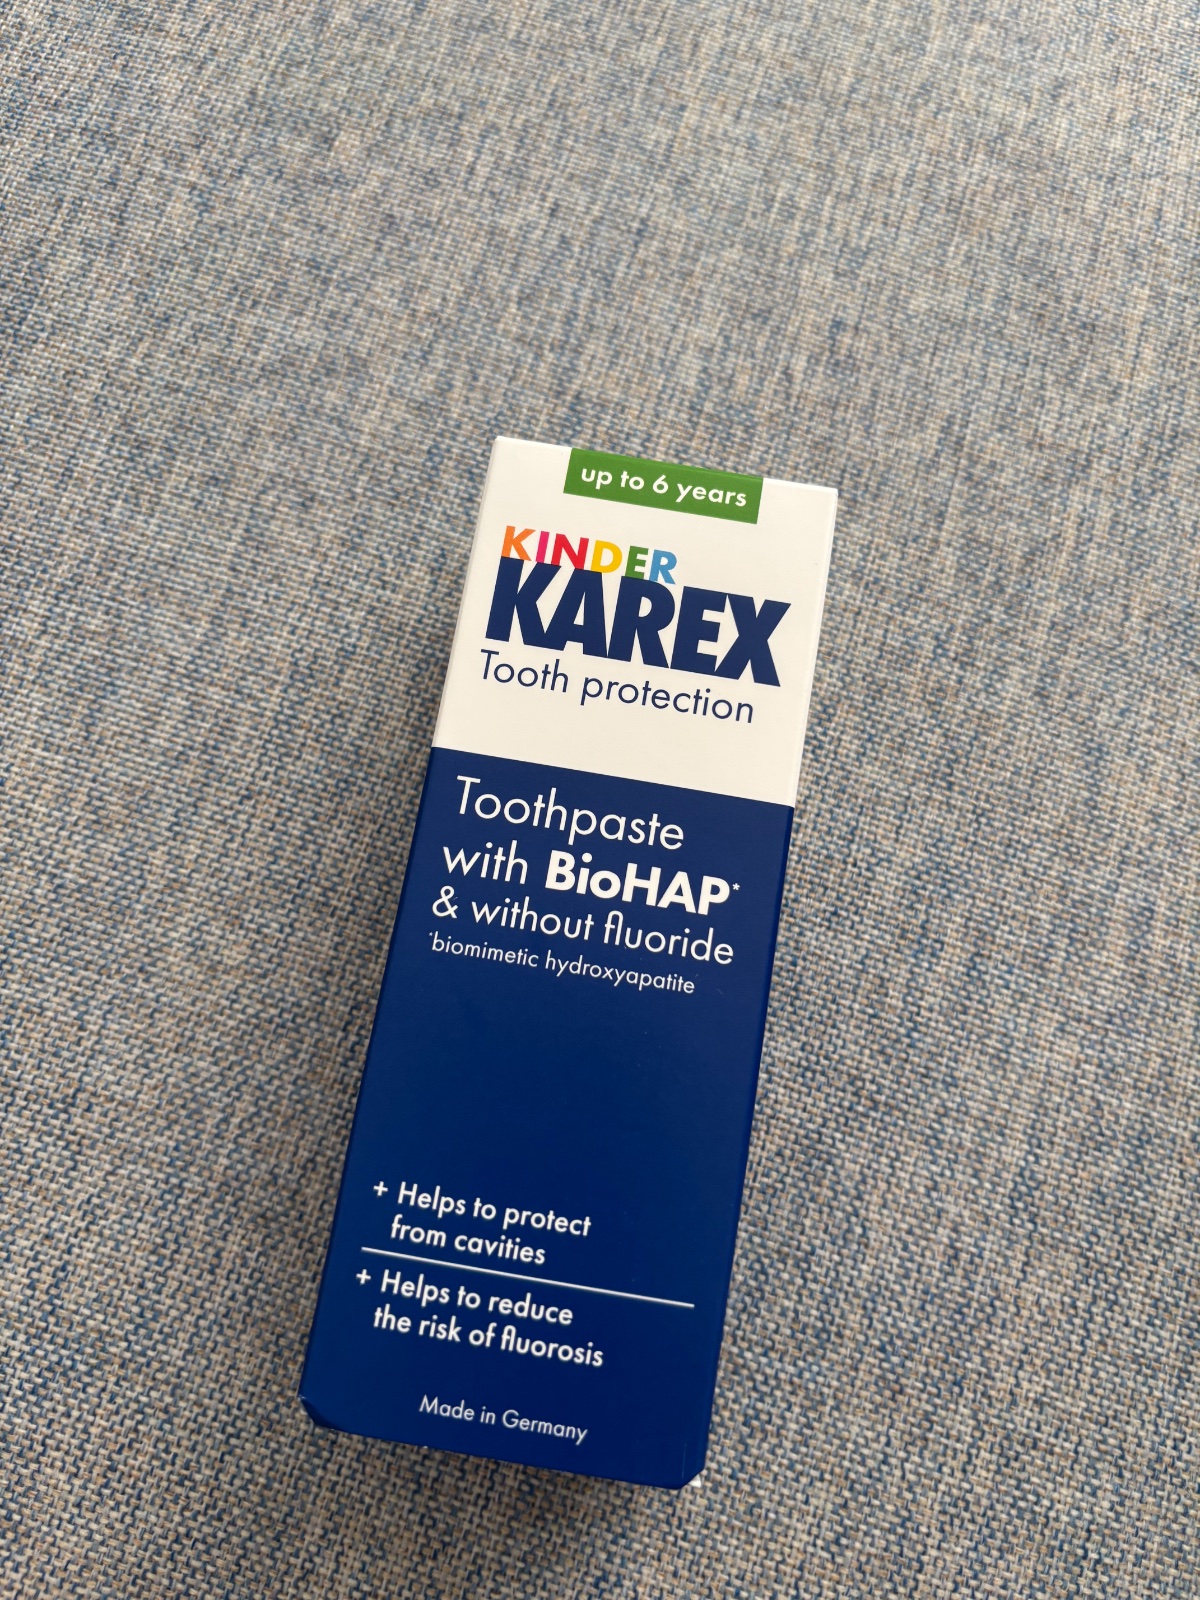 up to 6 years
KINDER
KAREX
Tooth protection
Toothpaste
with BioHAP*
& without fluoride
*biomimetic hydroxyapatite
+ Helps to protect
from cavities
+ Helps to reduce
the risk of fluorosis
Made in Germany